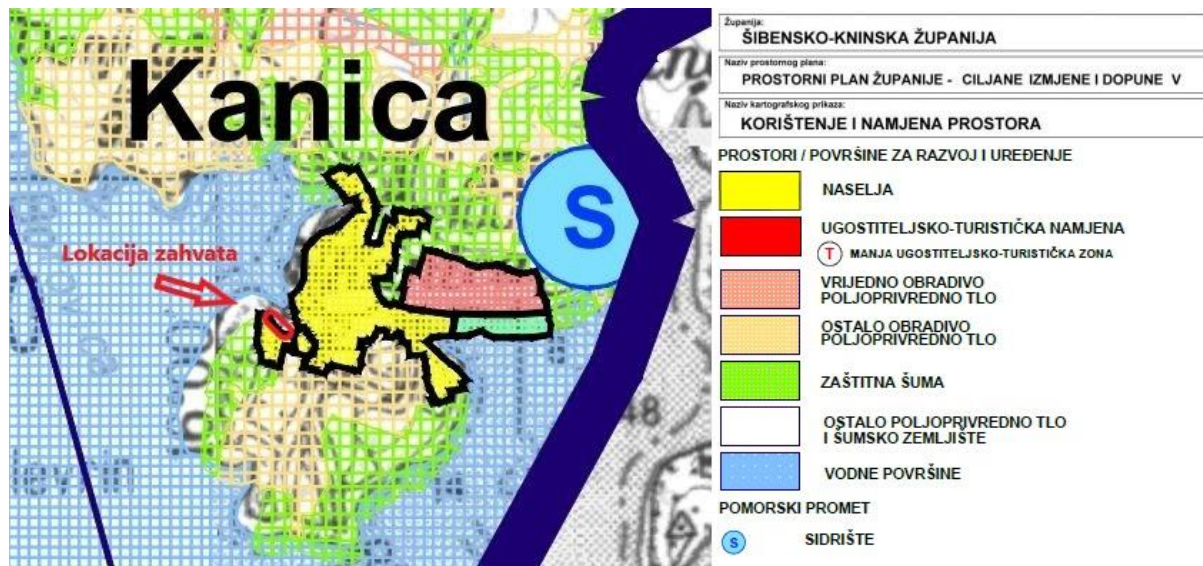 Kanica
Lokacija zahvata
S
48
Županija:
ŠIBENSKO-KNINSKA ŽUPANIJA
Naziv prostornog plana:
PROSTORNI PLAN ŽUPANIJE - CILJANE IZMJENE I DOPUNE V
Naziv kartografskog prikaza:
KORIŠTENJE I NAMJENA PROSTORA
PROSTORI / POVRŠINE ZA RAZVOJ I UREĐENJE
NASELJA
UGOSTITELJSKO-TURISTIČKA NAMJENA
T MANJA UGOSTITELJSKO-TURISTIČKA ZONA
VRIJEDNO OBRADIVO
POLJOPRIVREDNO TLO
OSTALO OBRADIVO
POLJOPRIVREDNO TLO
ZAŠTITNA ŠUMA
OSTALO POLJOPRIVREDNO TLO
I ŠUMSKO ZEMLJIŠTE
VODNE POVRŠINE
POMORSKI PROMET
S SIDRIŠTE